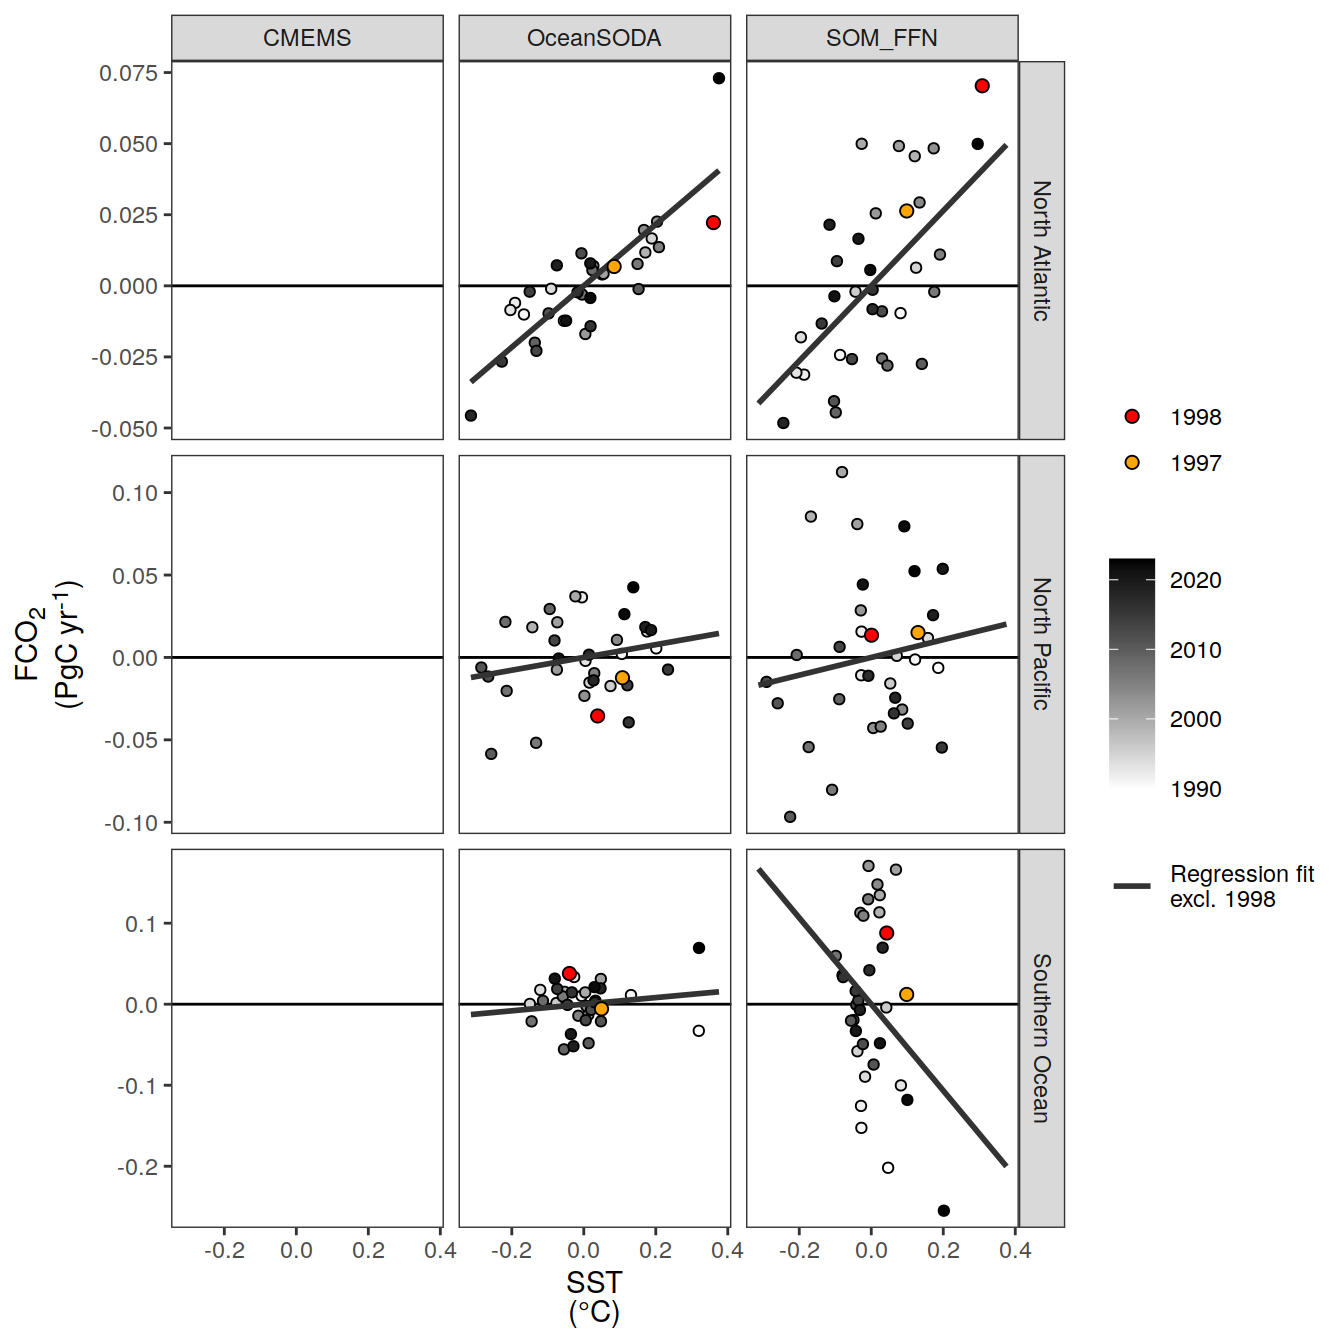 CMEMS OceanSODA SOM_FFN
0.075
0.050
0.025
0.000
-0.025
-0.050
North Atlantic
0.10
0.05
0.00
-0.05
-0.10
North Pacific
0.1
0.0
-0.1
-0.2
Southern Ocean
-0.2 0.0 0.2 0.4 -0.2 0.0 0.2 0.4 -0.2 0.0 0.2 0.4
SST
(°C)
FCO₂
(PgC yr⁻¹)
1998
1997
2020
2010
2000
1990
Regression fit
excl. 1998